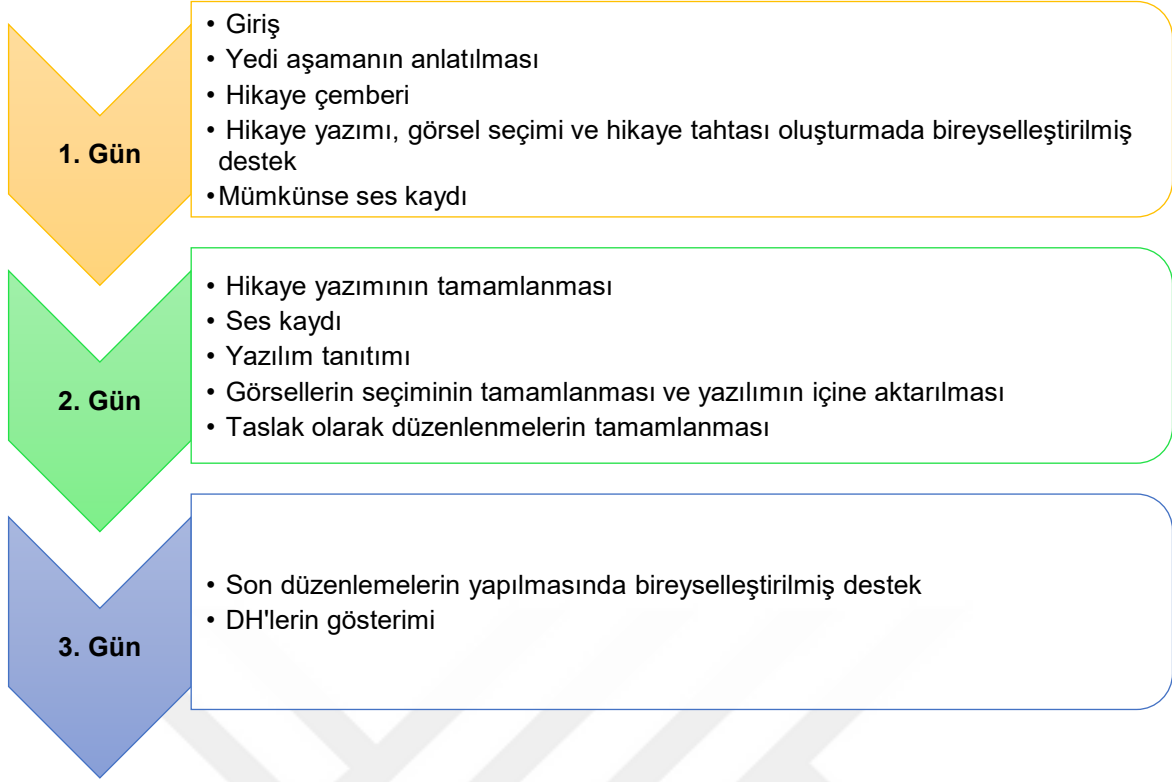 1. Gün
• Giriş
• Yedi aşamanın anlatılması
• Hikaye çemberi
• Hikaye yazımı, görsel seçimi ve hikaye tahtası oluşturmada bireyselleştirilmiş
destek
•Mümkünse ses kaydı
2. Gün
• Hikaye yazımının tamamlanması
• Ses kaydı
• Yazılım tanıtımı
• Görsellerin seçiminin tamamlanması ve yazılımın içine aktarılması
• Taslak olarak düzenlenmelerin tamamlanması
3. Gün
• Son düzenlemelerin yapılmasında bireyselleştirilmiş destek
• DH'lerin gösterimi